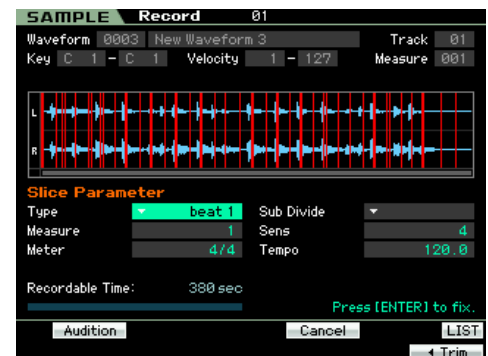 SAMPLE Record 01
Waveform 0003 New Waveform 3 Track 01
Key C 1 - C 1 Velocity 1 - 127 Measure 001
L
R
Slice Parameter
Type beat 1 Sub Divide
Measure 1 Sens 4
Meter 4/4 Tempo 120.0
Recordable Time: 380 sec
Press [ENTER] to fix.
Audition Cancel LIST
Trim